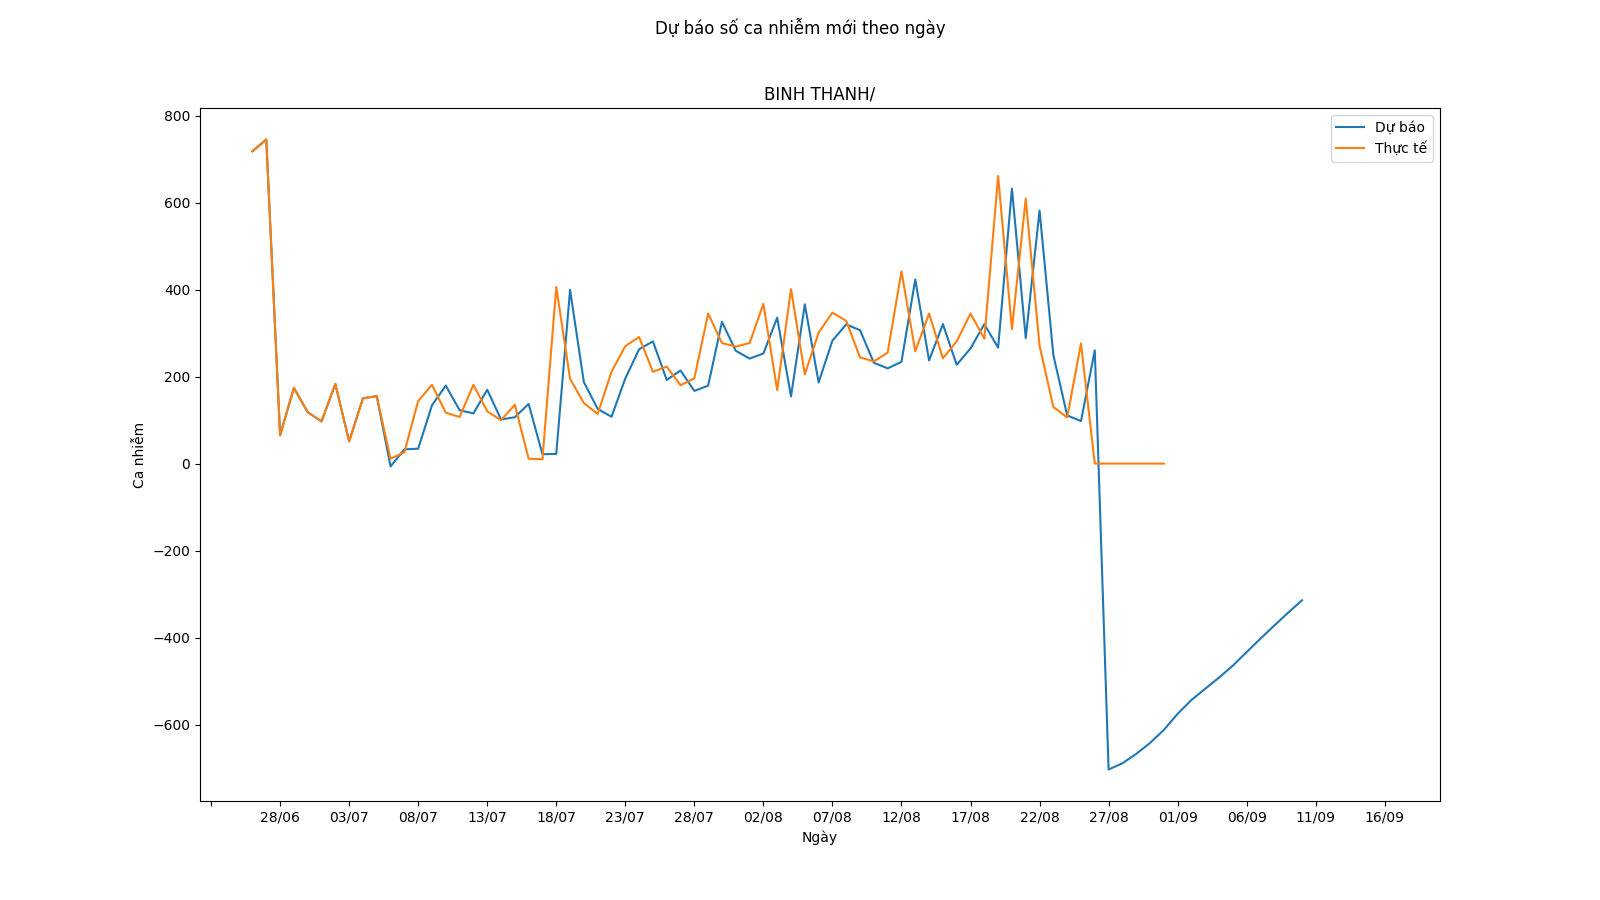 Dự báo số ca nhiễm mới theo ngày
BINH THANH/
Dự báo
Thực tế
800
600
400
200
0
−200
−400
−600
Ca nhiễm
28/06 03/07 08/07 13/07 18/07 23/07 28/07 02/08 07/08 12/08 17/08 22/08 27/08 01/09 06/09 11/09 16/09
Ngày